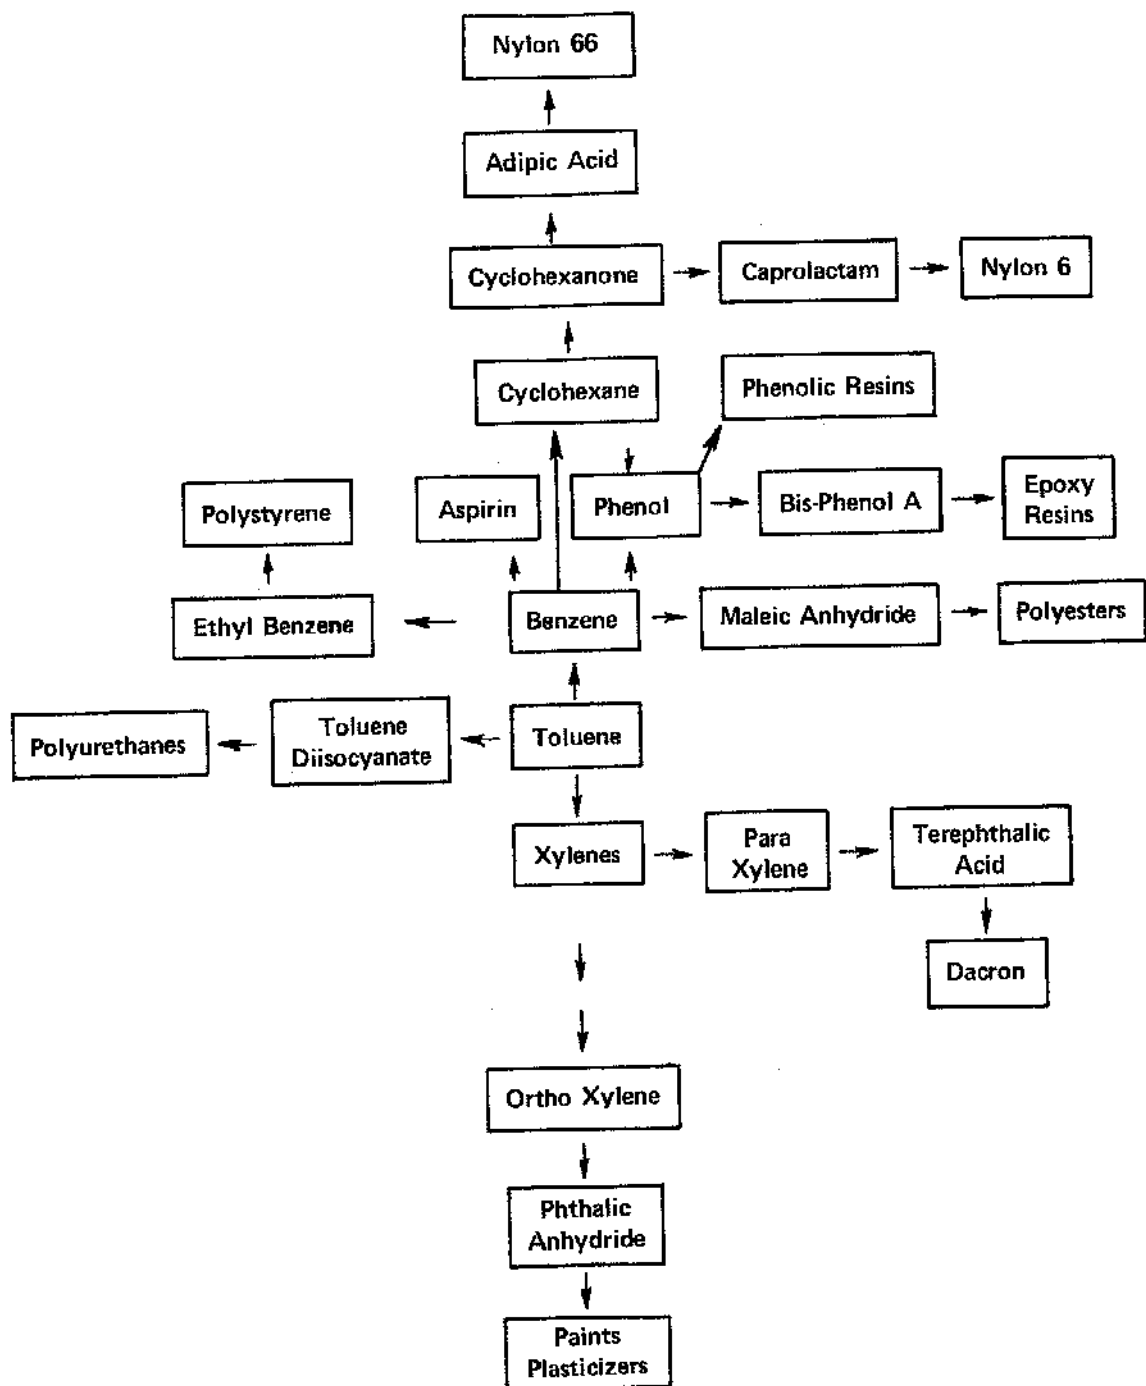 Nylon 66
Adipic Acid
Cyclohexanone
Caprolactam
Nylon 6
Cyclohexane
Phenolic Resins
Polystyrene
Aspirin
Phenol
Bis-Phenol A
Epoxy
Resins
Ethyl Benzene
Benzene
Maleic Anhydride
Polyesters
Polyurethanes
Toluene
Diisocyanate
Toluene
Xylenes
Para
Xylene
Terephthalic
Acid
Dacron
Ortho Xylene
Phthalic
Anhydride
Paints
Plasticizers